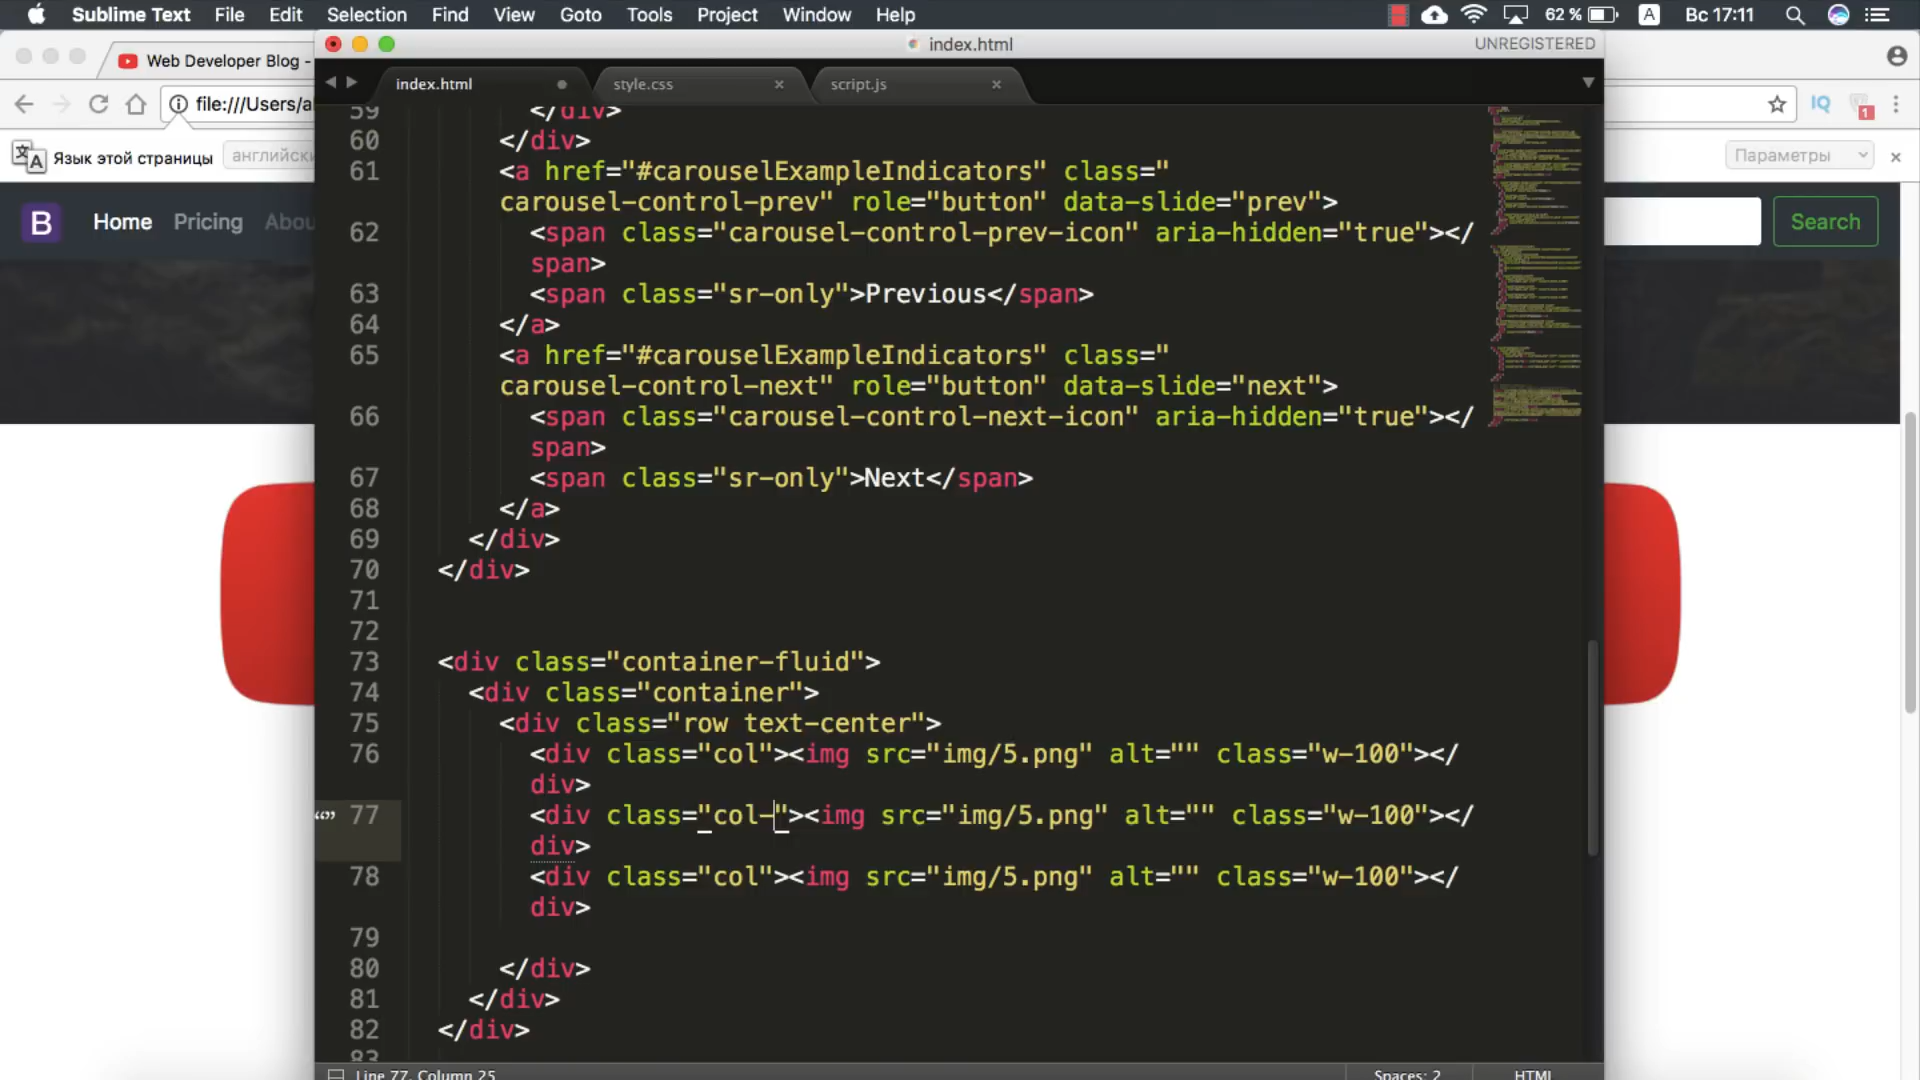 Sublime Text File Edit Selection Find View Goto Tools Project Window Help 62 % A Вс 17:11
index.html UNREGISTERED
Web Developer Blog -
index.html style.css × script.js ×
file:///Users/a IQ 1
Язык этой страницы английски Параметры
B Home Pricing Abou Search
59 </div>
60 </div>
61 <a href="#carouselExampleIndicators" class="
carousel-control-prev" role="button" data-slide="prev">
62 <span class="carousel-control-prev-icon" aria-hidden="true"></
span>
63 <span class="sr-only">Previous</span>
64 </a>
65 <a href="#carouselExampleIndicators" class="
carousel-control-next" role="button" data-slide="next">
66 <span class="carousel-control-next-icon" aria-hidden="true"></
span>
67 <span class="sr-only">Next</span>
68 </a>
69 </div>
70 </div>
71
72
73 <div class="container-fluid">
74 <div class="container">
75 <div class="row text-center">
76 <div class="col"><img src="img/5.png" alt="" class="w-100"></
div>
77 <div class="col-"><img src="img/5.png" alt="" class="w-100"></
div>
78 <div class="col"><img src="img/5.png" alt="" class="w-100"></
div>
79
80 </div>
81 </div>
82 </div>
83
Line 77, Column 25 Spaces: 2 HTML